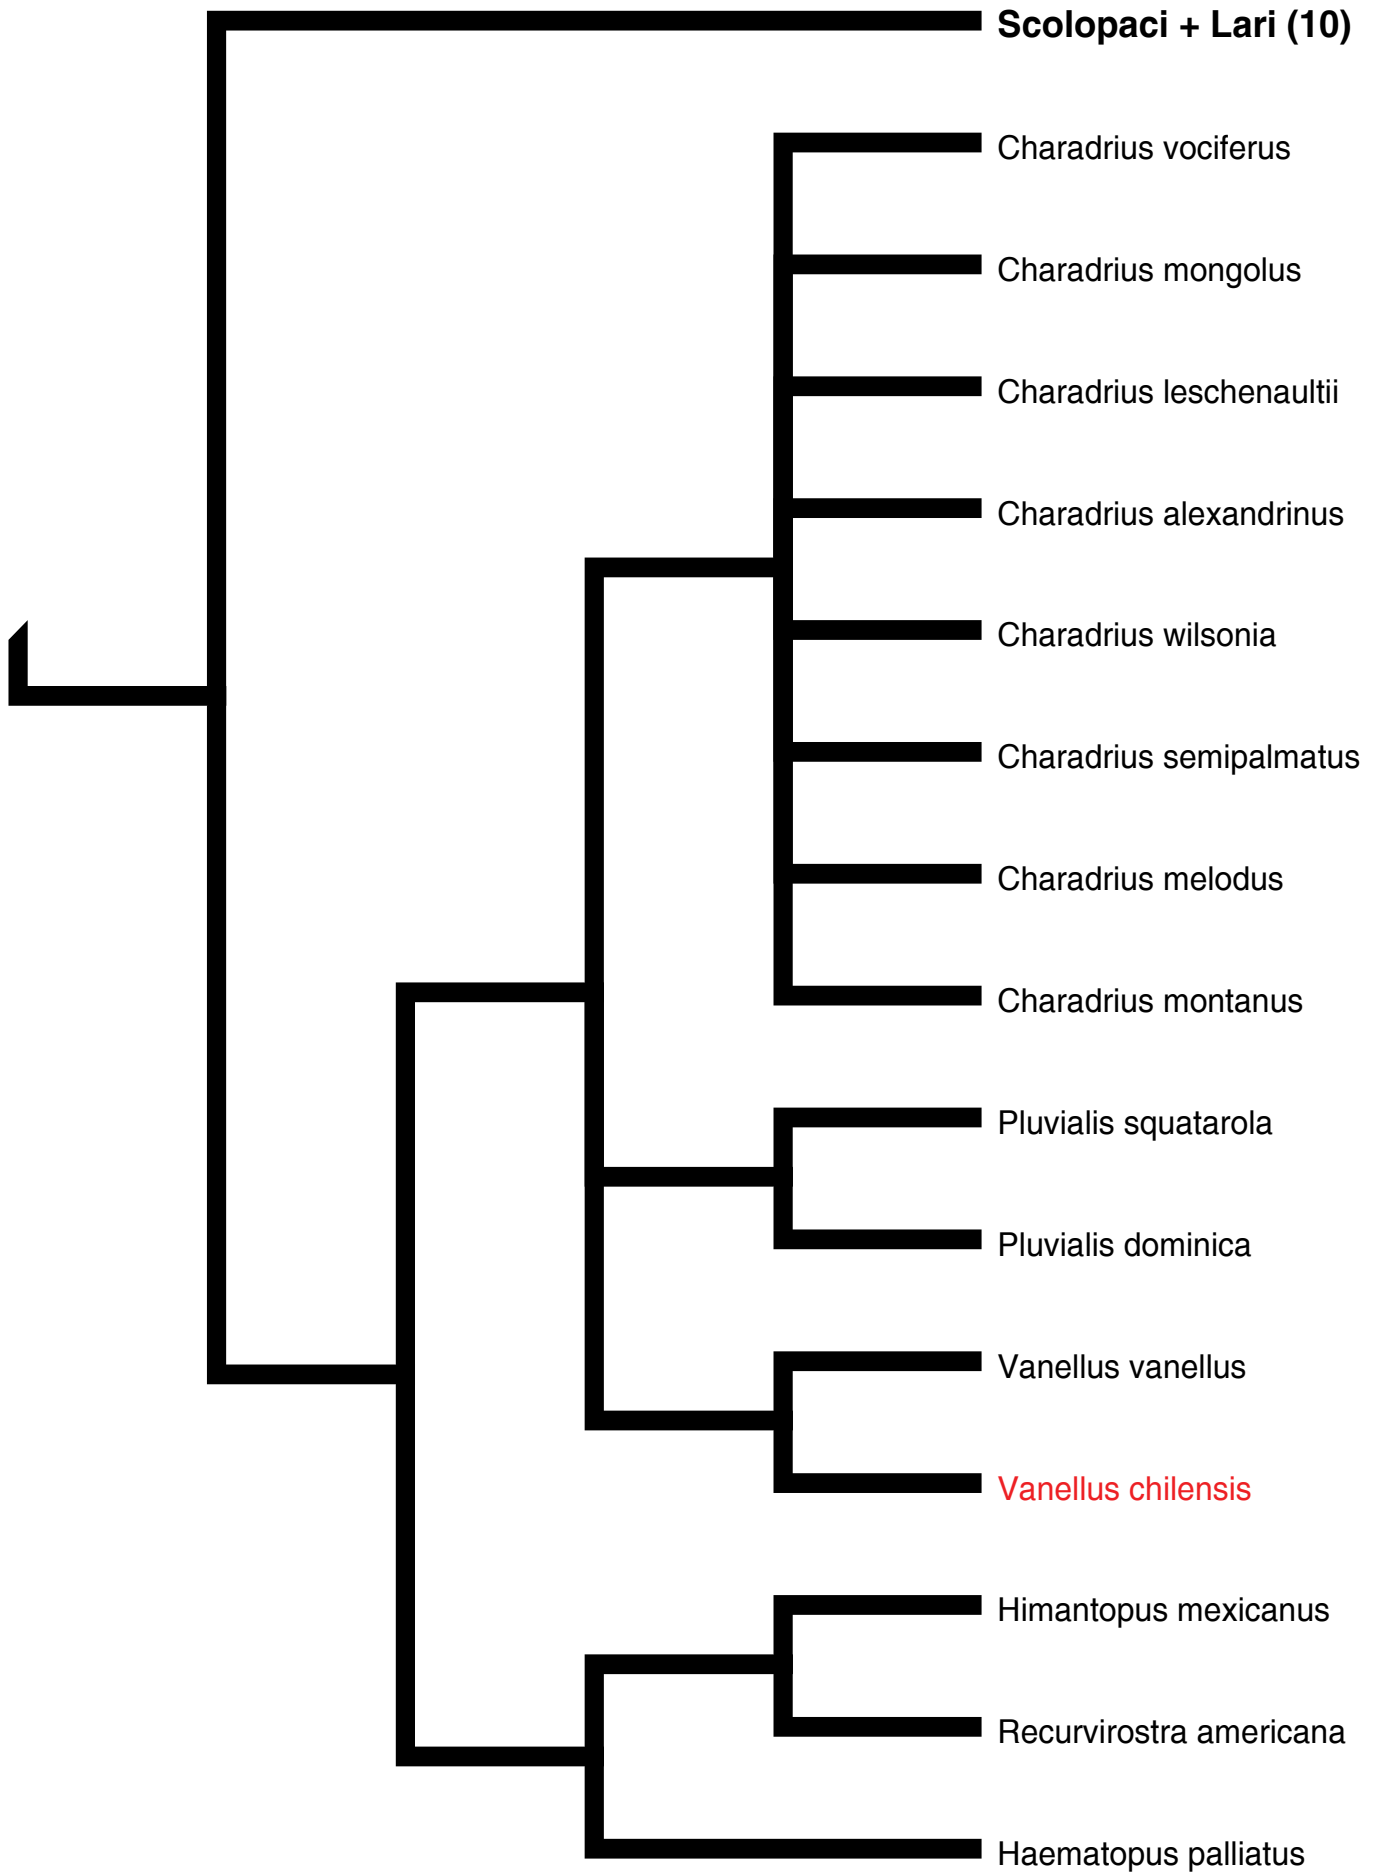 Scolopaci + Lari (10)
Charadrius vociferus
Charadrius mongolus
Charadrius leschenaultii
Charadrius alexandrinus
Charadrius wilsonia
Charadrius semipalmatus
Charadrius melodus
Charadrius montanus
Pluvialis squatarola
Pluvialis dominica
Vanellus vanellus
Vanellus chilensis
Himantopus mexicanus
Recurvirostra americana
Haematopus palliatus